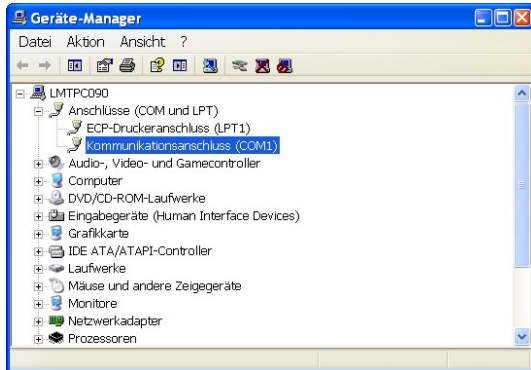 Geräte-Manager
Datei Aktion Ansicht ?
LMTPC090
Anschlüsse (COM und LPT)
ECP-Druckeranschluss (LPT1)
Kommunikationsanschluss (COM1)
Audio-, Video- und Gamecontroller
Computer
DVD/CD-ROM-Laufwerke
Eingabegeräte (Human Interface Devices)
Grafikkarte
IDE ATA/ATAPI-Controller
Laufwerke
Mäuse und andere Zeigegeräte
Monitore
Netzwerkadapter
Prozessoren